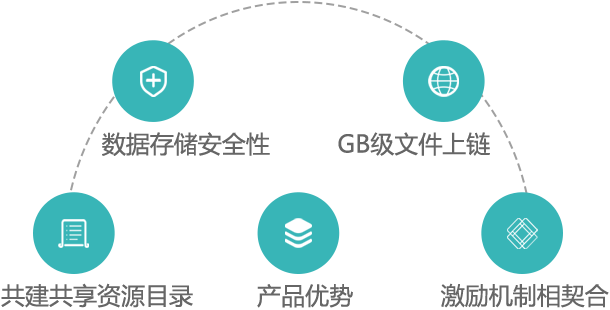 数据存储安全性
GB级文件上链
共建共享资源目录
产品优势
激励机制相契合